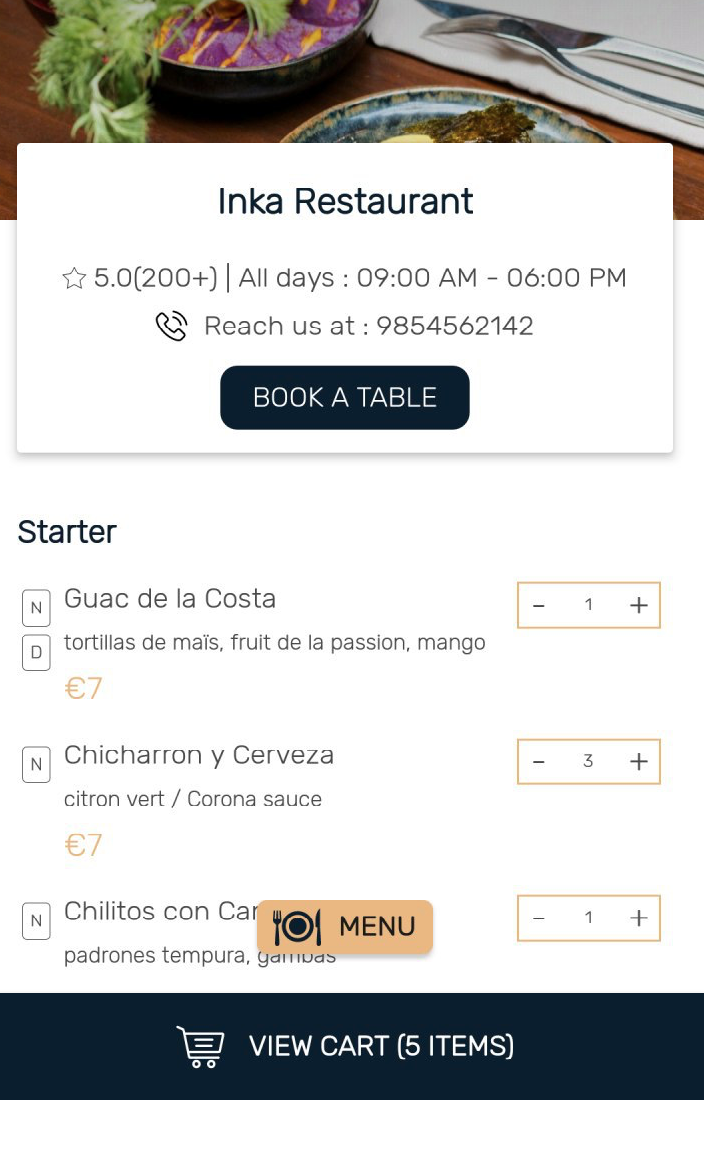 Inka Restaurant
5.0(200+) | All days : 09:00 AM - 06:00 PM
Reach us at : 9854562142
BOOK A TABLE
Starter
N Guac de la Costa - 1 +
D tortillas de maïs, fruit de la passion, mango
€7
N Chicharron y Cerveza - 3 +
citron vert / Corona sauce
€7
N Chilitos con - 1 +
MENU
padrones tempura, gambas
VIEW CART (5 ITEMS)